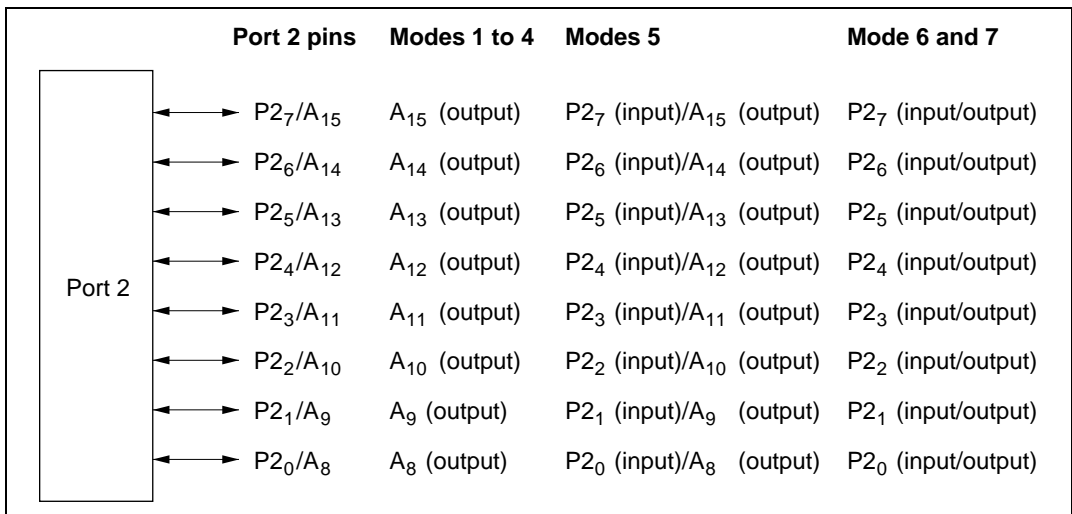 Port 2 pins Modes 1 to 4 Modes 5 Mode 6 and 7
P2₇/A₁₅ A₁₅ (output) P2₇ (input)/A₁₅ (output) P2₇ (input/output)
P2₆/A₁₄ A₁₄ (output) P2₆ (input)/A₁₄ (output) P2₆ (input/output)
P2₅/A₁₃ A₁₃ (output) P2₅ (input)/A₁₃ (output) P2₅ (input/output)
P2₄/A₁₂ A₁₂ (output) P2₄ (input)/A₁₂ (output) P2₄ (input/output)
Port 2
P2₃/A₁₁ A₁₁ (output) P2₃ (input)/A₁₁ (output) P2₃ (input/output)
P2₂/A₁₀ A₁₀ (output) P2₂ (input)/A₁₀ (output) P2₂ (input/output)
P2₁/A₉ A₉ (output) P2₁ (input)/A₉ (output) P2₁ (input/output)
P2₀/A₈ A₈ (output) P2₀ (input)/A₈ (output) P2₀ (input/output)